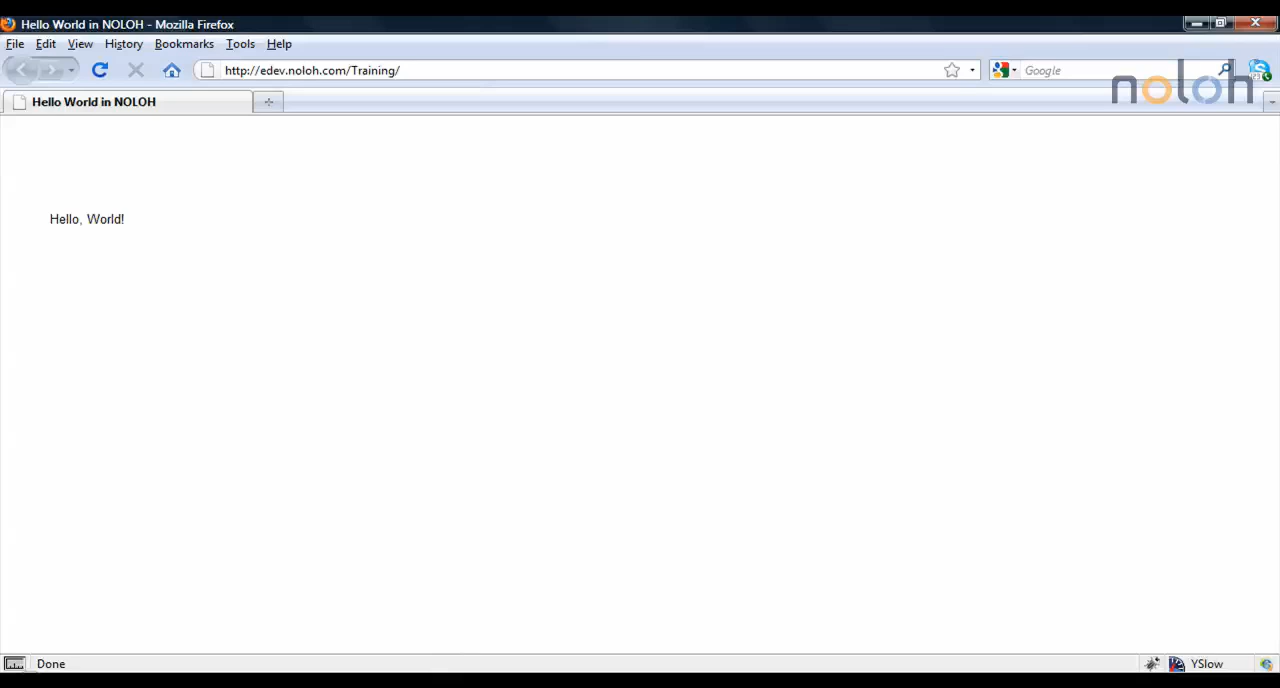 Hello World in NOLOH - Mozilla Firefox
File Edit View History Bookmarks Tools Help
http://edev.noloh.com/Training/
Google
noloh
Hello World in NOLOH
Hello, World!
Done
YSlow